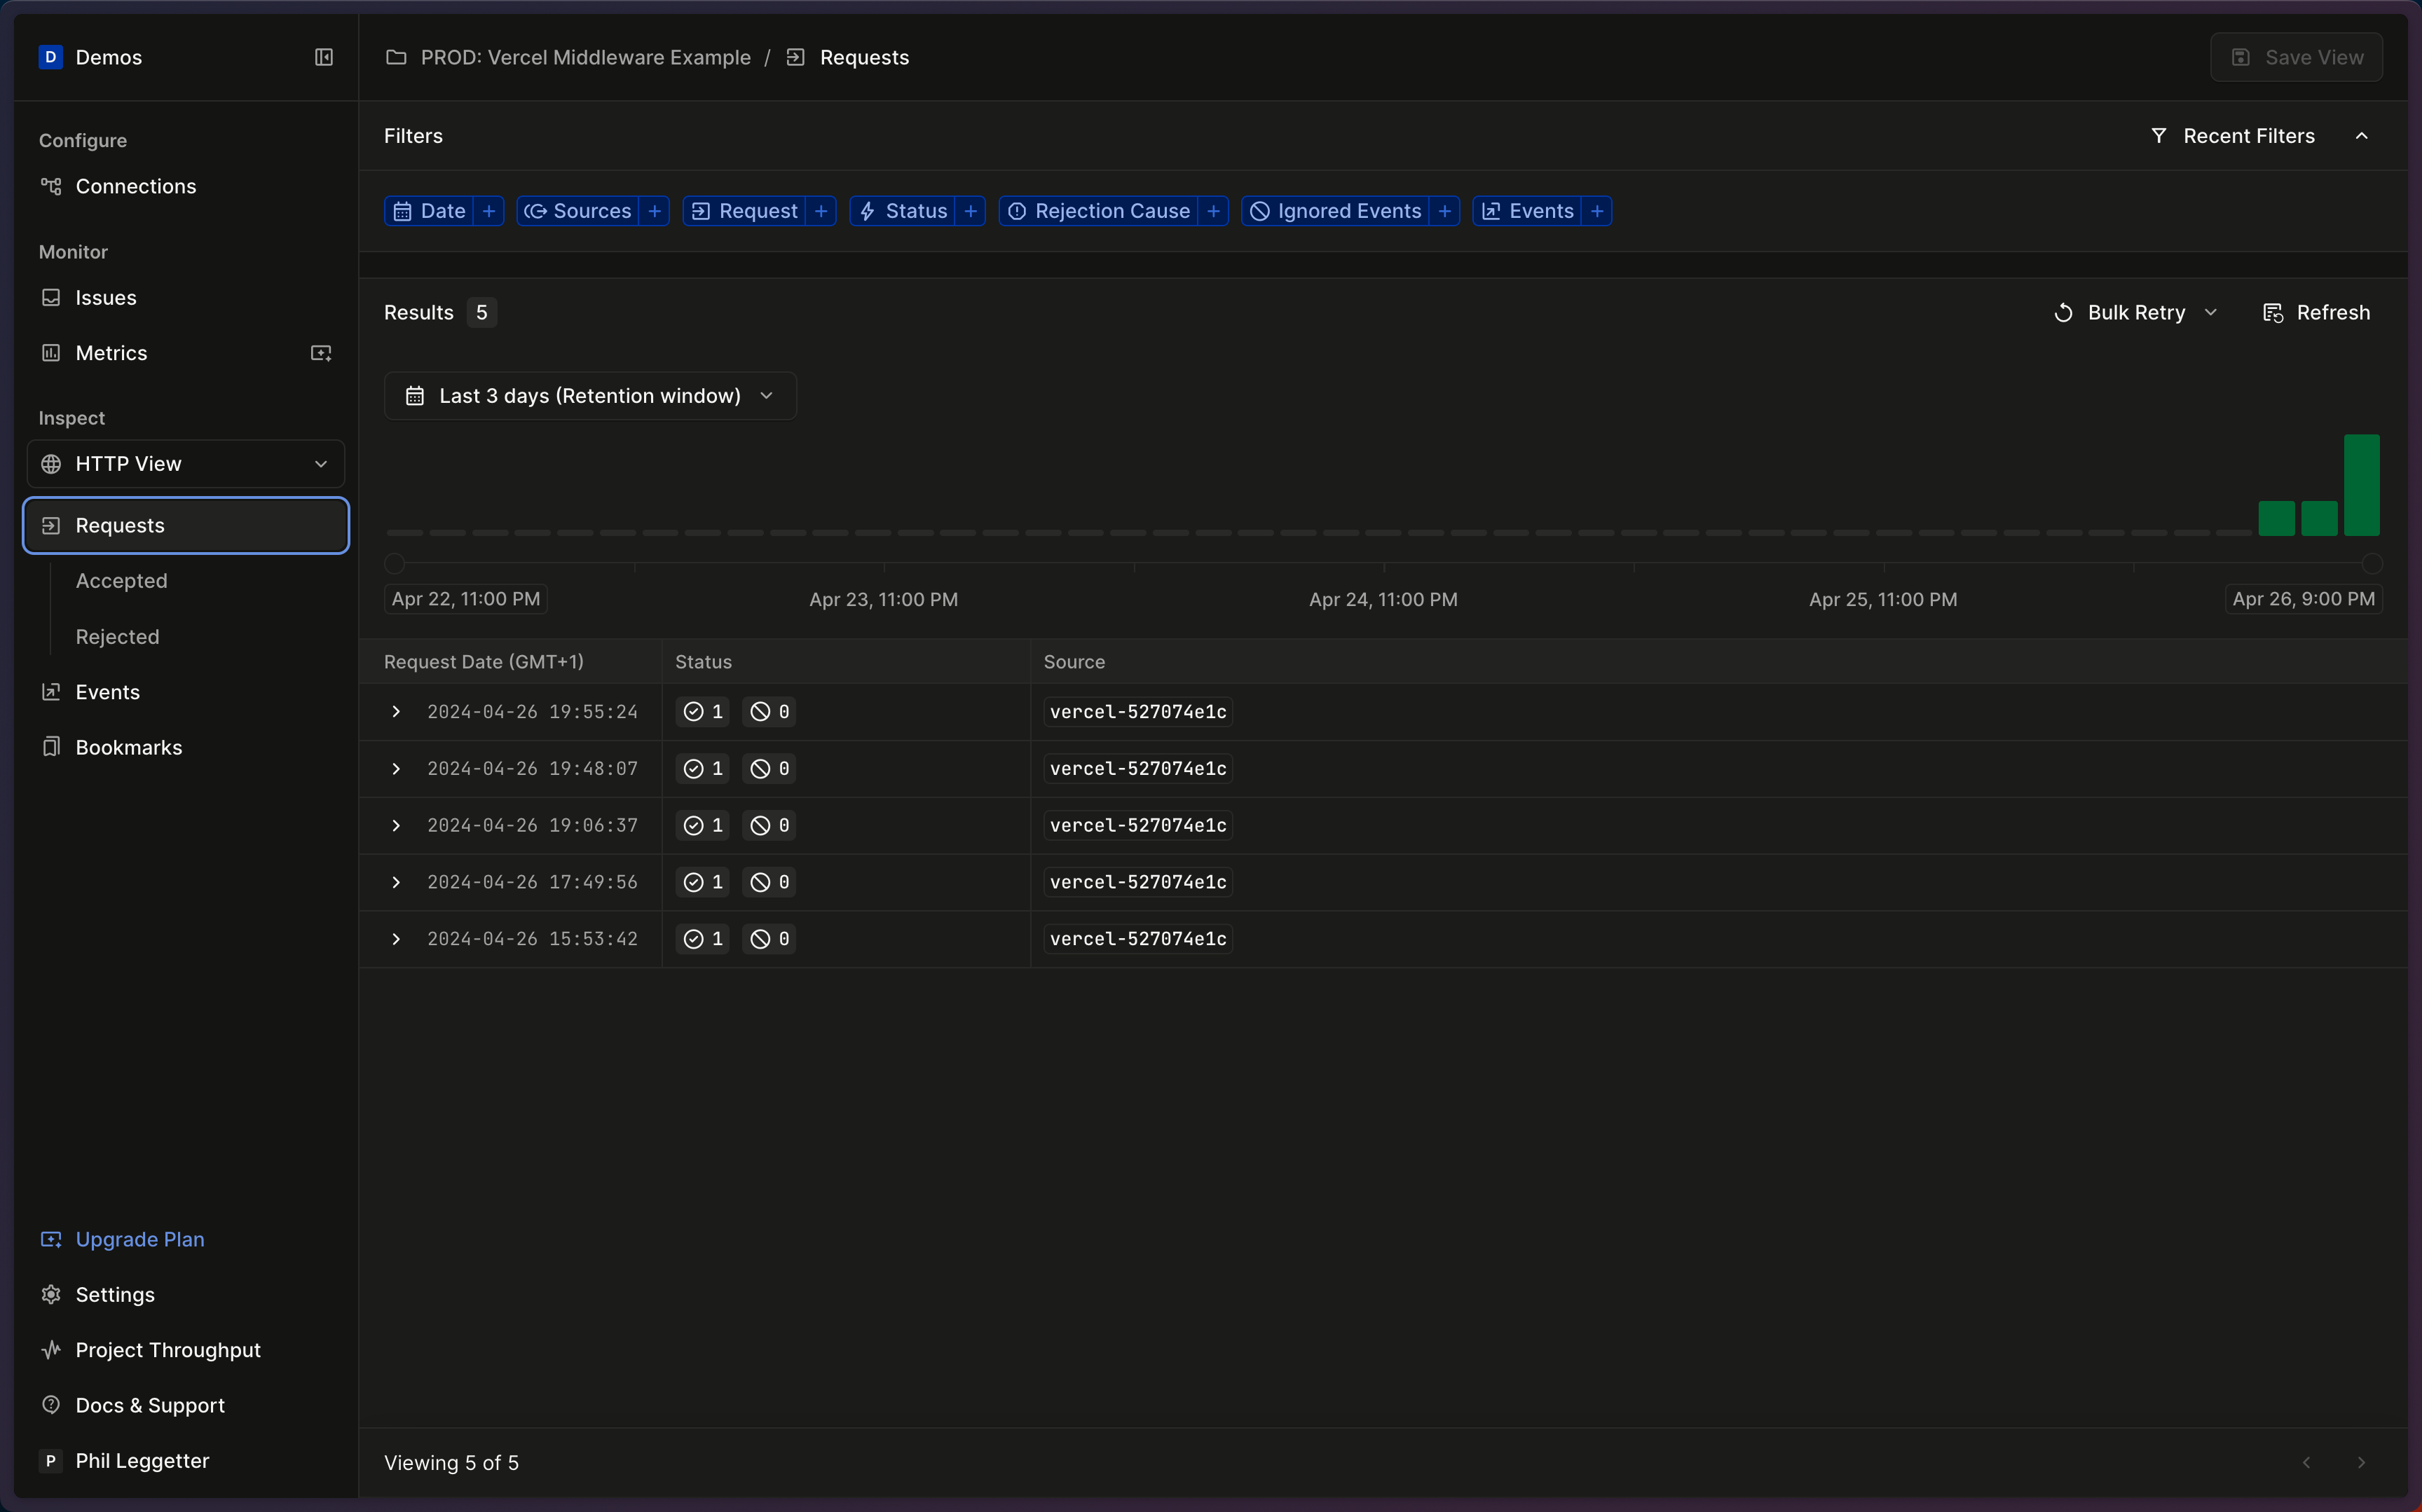 D Demos
PROD: Vercel Middleware Example / Requests
Save View
Configure
Connections
Monitor
Issues
Metrics
Inspect
HTTP View
Requests
Accepted
Rejected
Events
Bookmarks
Upgrade Plan
Settings
Project Throughput
Docs & Support
P Phil Leggetter
Filters
Recent Filters
Date + Sources + Request + Status + Rejection Cause + Ignored Events + Events +
Results 5
Bulk Retry Refresh
Last 3 days (Retention window)
Apr 22, 11:00 PM Apr 23, 11:00 PM Apr 24, 11:00 PM Apr 25, 11:00 PM Apr 26, 9:00 PM
Request Date (GMT+1) Status Source
2024-04-26 19:55:24 1 0 vercel-527074e1c
2024-04-26 19:48:07 1 0 vercel-527074e1c
2024-04-26 19:06:37 1 0 vercel-527074e1c
2024-04-26 17:49:56 1 0 vercel-527074e1c
2024-04-26 15:53:42 1 0 vercel-527074e1c
Viewing 5 of 5